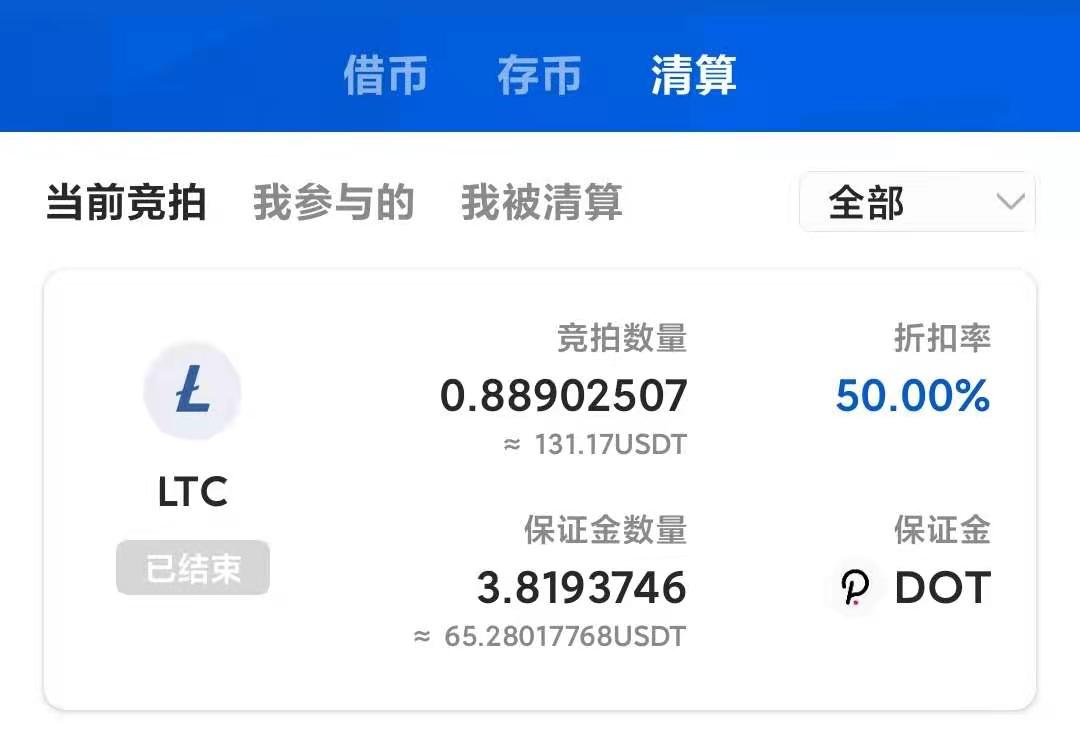 借币 存币 清算
当前竞拍 我参与的 我被清算 全部
竞拍数量 折扣率
0.88902507 50.00%
≈ 131.17USDT
LTC
已结束
保证金数量 保证金
3.8193746 DOT
≈ 65.28017768USDT